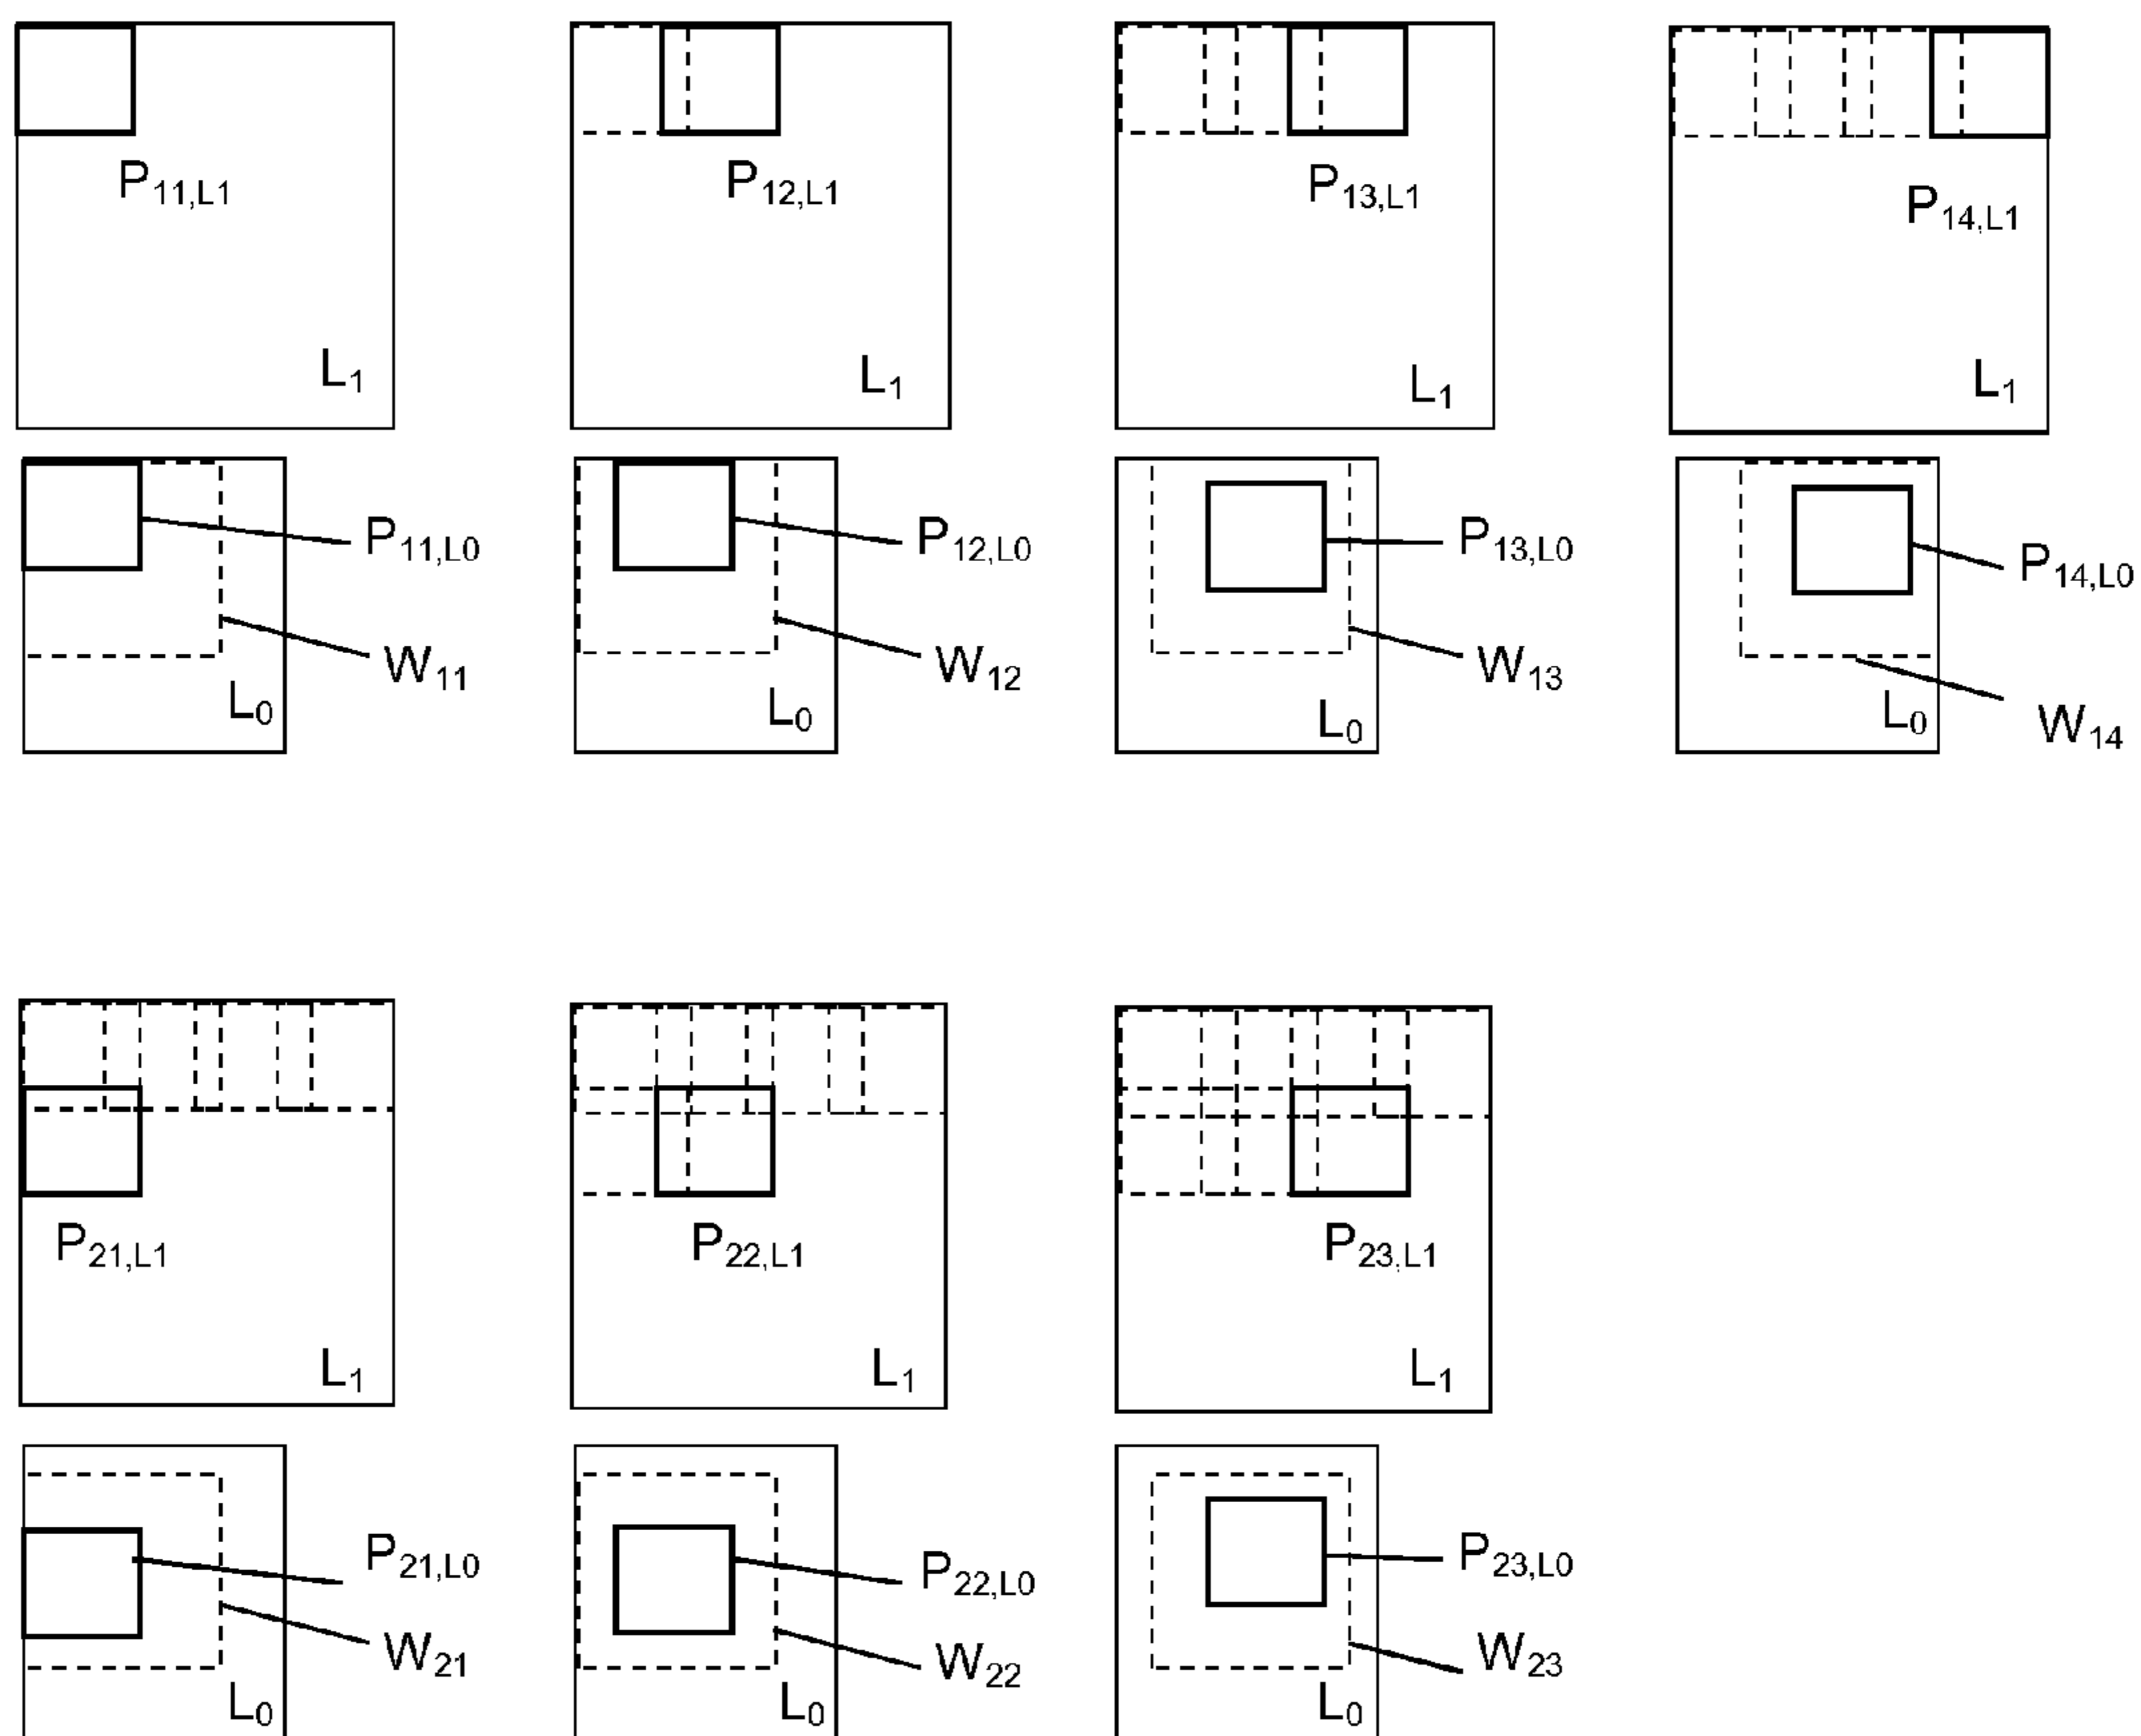 P11,L1 P12,L1 P13,L1 P14,L1
L1 L1 L1 L1
P11,L0 P12,L0 P13,L0 P14,L0
W11 W12 W13 W14
L0 L0 L0 L0
P21,L1 P22,L1 P23,L1
L1 L1 L1
P21,L0 P22,L0 P23,L0
W21 W22 W23
L0 L0 L0